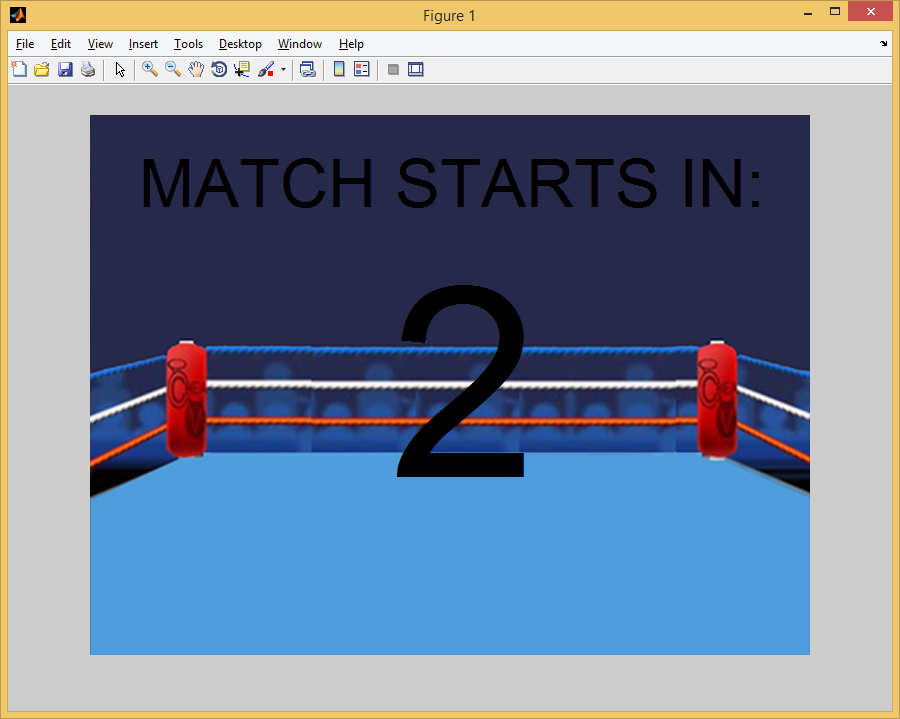 Figure 1
File Edit View Insert Tools Desktop Window Help
MATCH STARTS IN:
2